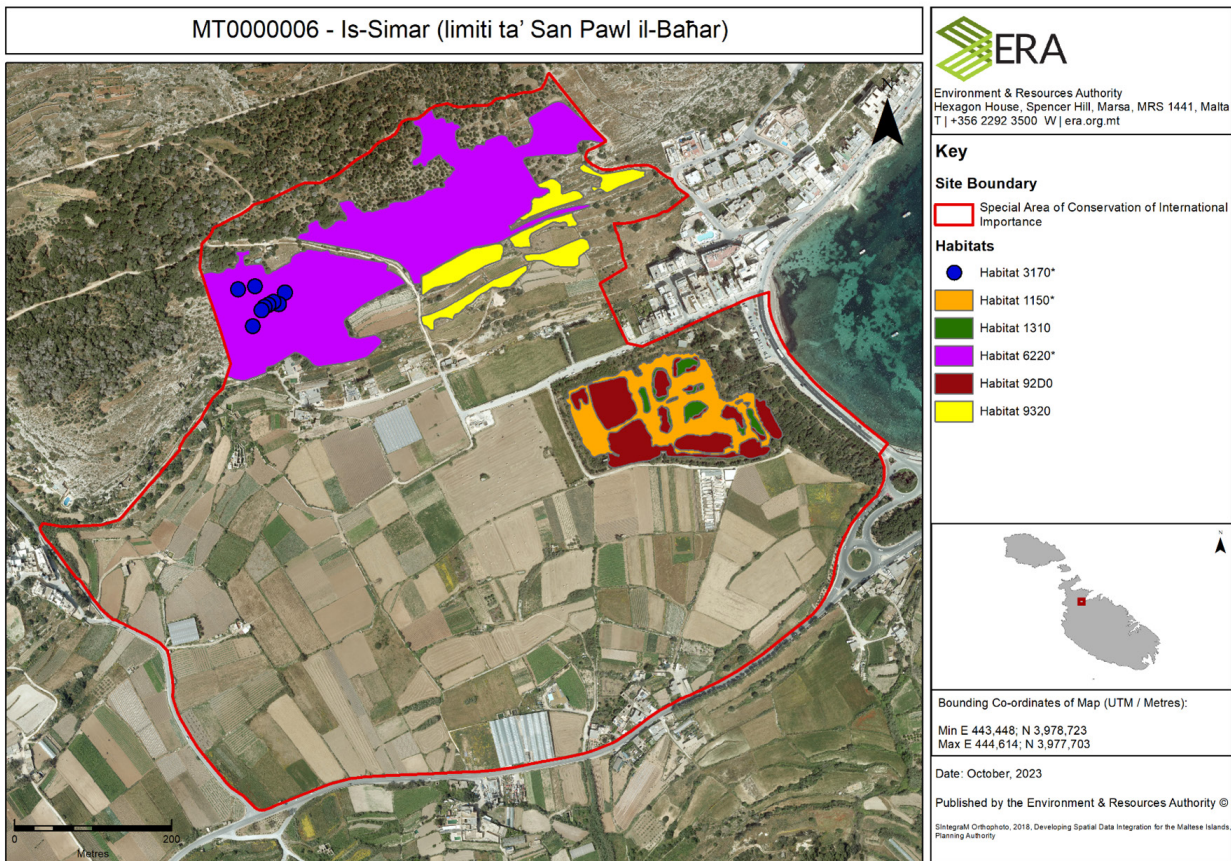 MT0000006 - Is-Simar (limiti ta' San Pawl il-Baħar)
ERA
Environment & Resources Authority
Hexagon House, Spencer Hill, Marsa, MRS 1441, Malta
T | +356 2292 3500 W | era.org.mt
Key
Site Boundary
Special Area of Conservation of International
Importance
Habitats
Habitat 3170*
Habitat 1150*
Habitat 1310
Habitat 6220*
Habitat 92D0
Habitat 9320
N
Bounding Co-ordinates of Map (UTM / Metres):
Min E 443,448; N 3,978,723
Max E 444,614; N 3,977,703
Date: October, 2023
Published by the Environment & Resources Authority ©
SIntegraM Orthophoto, 2018, Developing Spatial Data Integration for the Maltese Islands,
Planning Authority
N
0 200
Metres